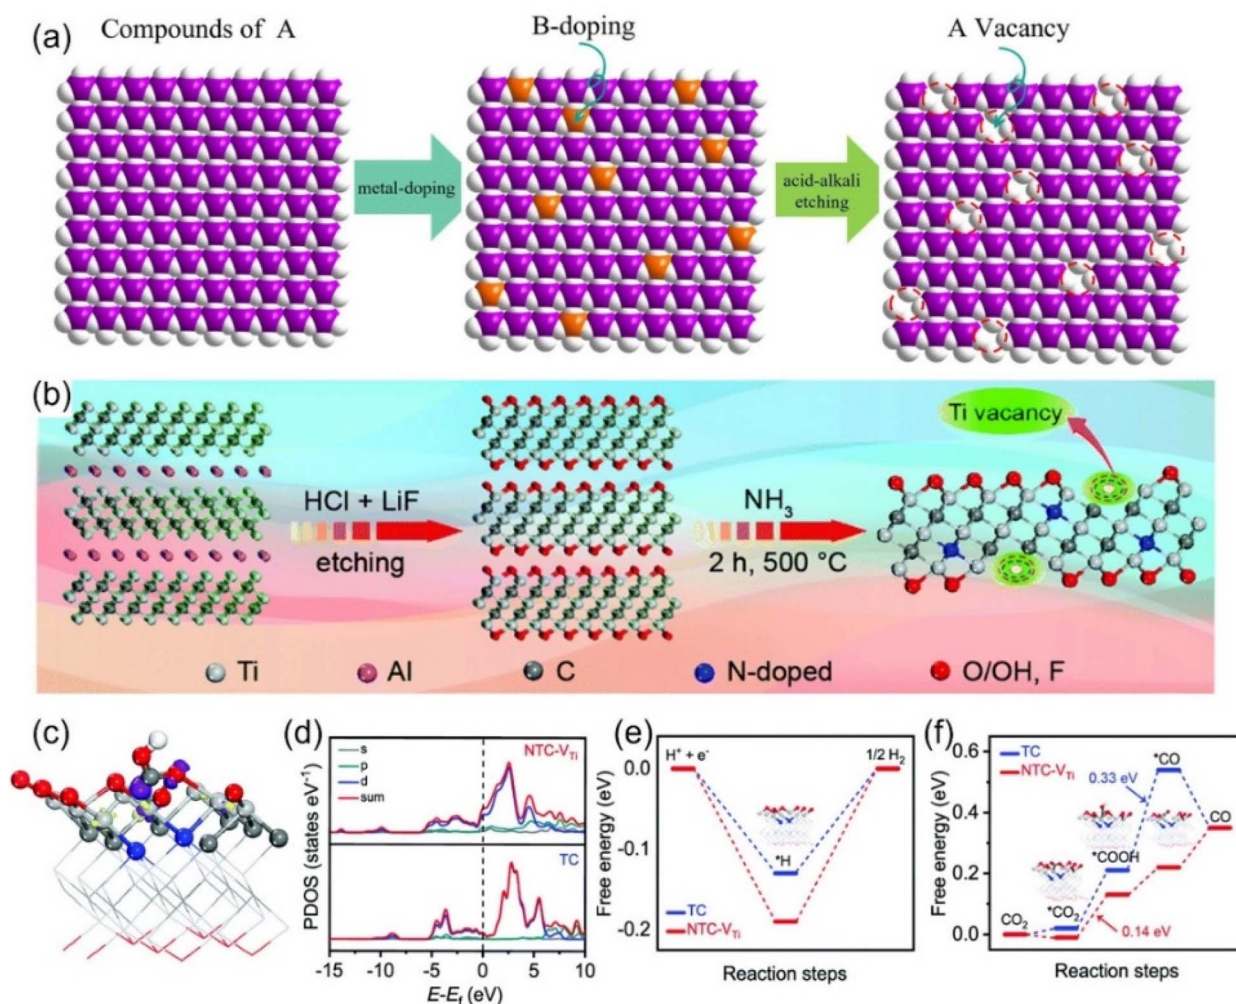 (a)
Compounds of A
B-doping
A Vacancy
metal-doping
acid-alkali
etching
(b)
HCl + LiF
etching
NH₃
2 h, 500 °C
Ti vacancy
Ti
Al
C
N-doped
O/OH, F
(c)
(d)
PDOS (states eV⁻¹)
s
p
d
sum
NTC-V_Ti
TC
-15
-10
-5
0
5
10
E-E_f (eV)
(e)
Free energy (eV)
0.0
-0.1
-0.2
H⁺ + e⁻
1/2 H₂
*H
TC
NTC-V_Ti
Reaction steps
(f)
Free energy (eV)
0.6
0.4
0.2
0.0
TC
NTC-V_Ti
0.33 eV
*CO
*COOH
CO
CO₂
*CO₂
0.14 eV
Reaction steps